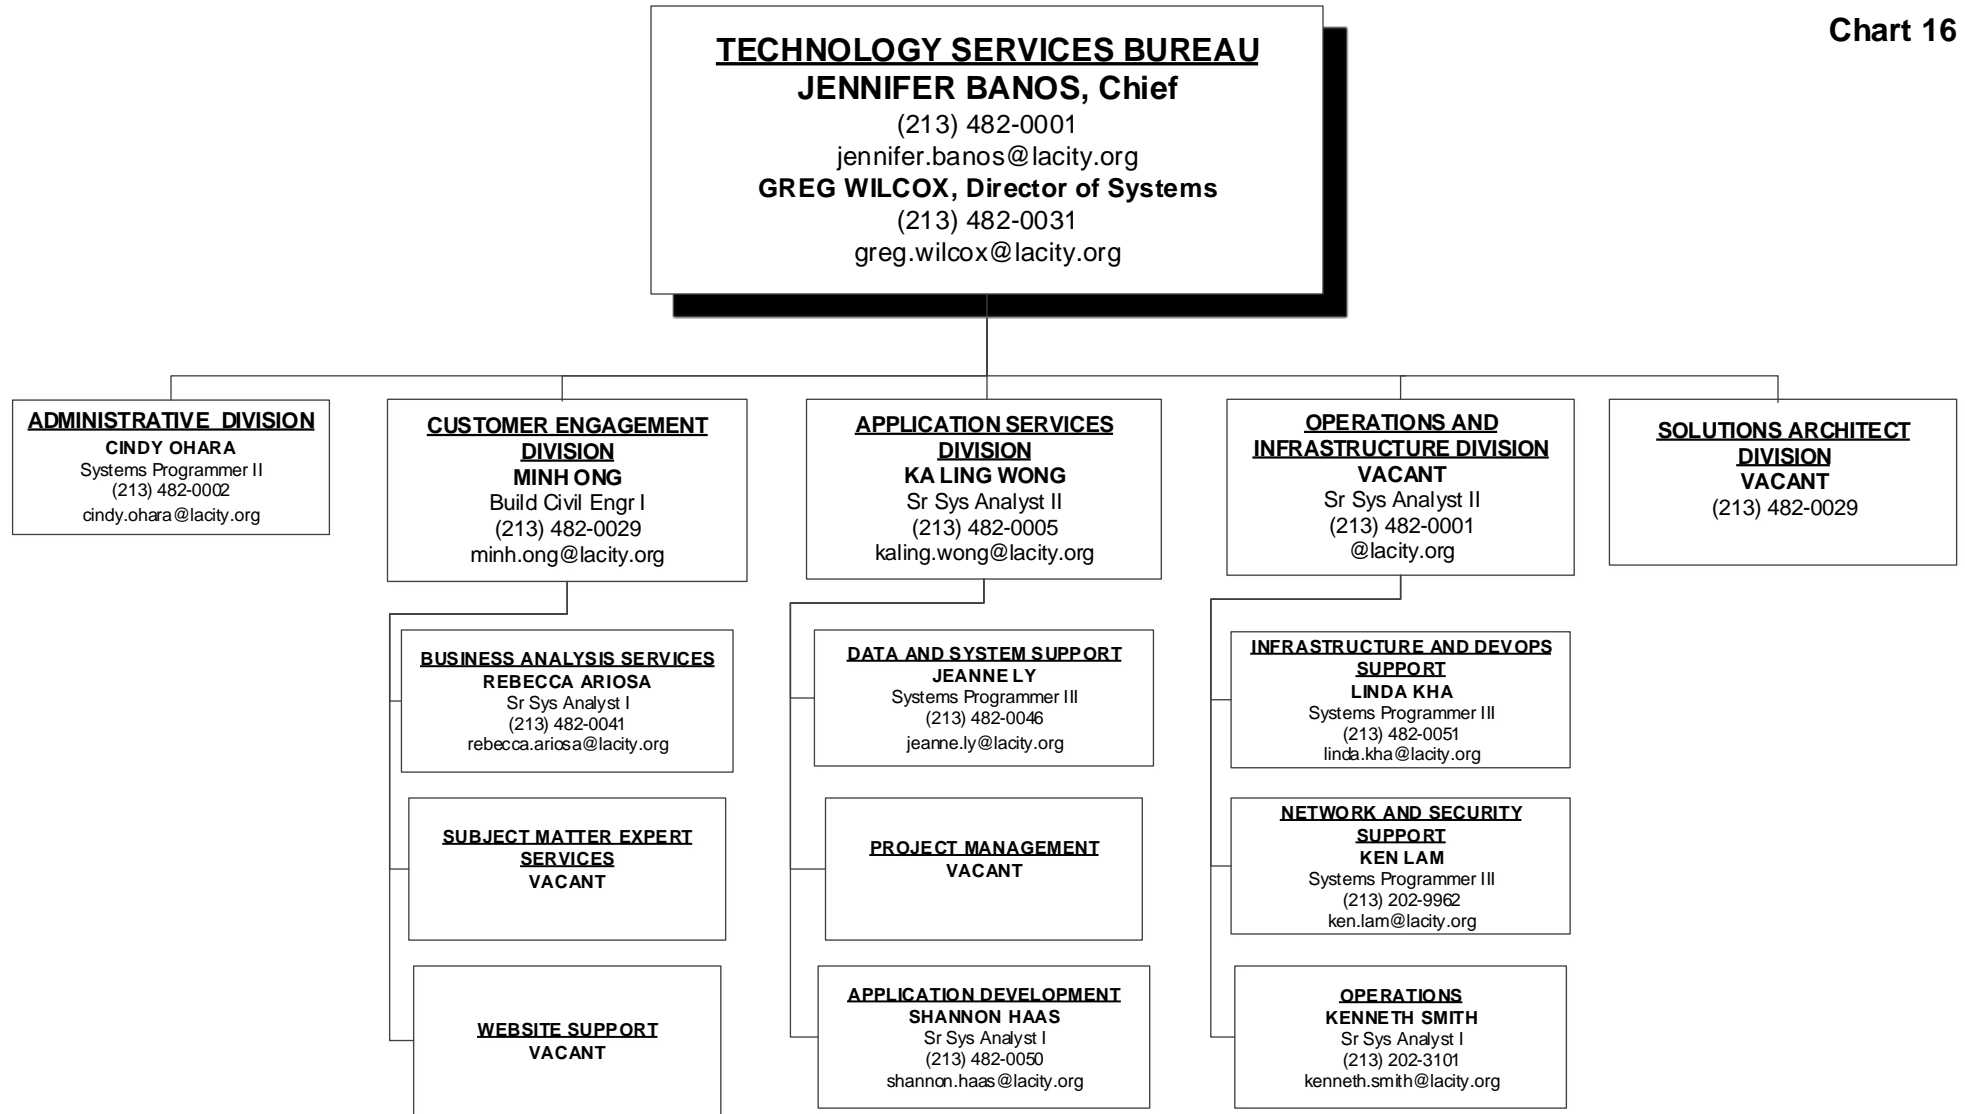 Chart 16
TECHNOLOGY SERVICES BUREAU
JENNIFER BANOS, Chief
(213) 482-0001
jennifer.banos@lacity.org
GREG WILCOX, Director of Systems
(213) 482-0031
greg.wilcox@lacity.org
ADMINISTRATIVE DIVISION
CINDY OHARA
Systems Programmer II
(213) 482-0002
cindy.ohara@lacity.org
CUSTOMER ENGAGEMENT
DIVISION
MINH ONG
Build Civil Engr I
(213) 482-0029
minh.ong@lacity.org
APPLICATION SERVICES
DIVISION
KA LING WONG
Sr Sys Analyst II
(213) 482-0005
kaling.wong@lacity.org
OPERATIONS AND
INFRASTRUCTURE DIVISION
VACANT
Sr Sys Analyst II
(213) 482-0001
@lacity.org
SOLUTIONS ARCHITECT
DIVISION
VACANT
(213) 482-0029
BUSINESS ANALYSIS SERVICES
REBECCA ARIOSA
Sr Sys Analyst I
(213) 482-0041
rebecca.ariosa@lacity.org
SUBJECT MATTER EXPERT
SERVICES
VACANT
WEBSITE SUPPORT
VACANT
DATA AND SYSTEM SUPPORT
JEANNE LY
Systems Programmer III
(213) 482-0046
jeanne.ly@lacity.org
PROJECT MANAGEMENT
VACANT
APPLICATION DEVELOPMENT
SHANNON HAAS
Sr Sys Analyst I
(213) 482-0050
shannon.haas@lacity.org
INFRASTRUCTURE AND DEVOPS
SUPPORT
LINDA KHA
Systems Programmer III
(213) 482-0051
linda.kha@lacity.org
NETWORK AND SECURITY
SUPPORT
KEN LAM
Systems Programmer III
(213) 202-9962
ken.lam@lacity.org
OPERATIONS
KENNETH SMITH
Sr Sys Analyst I
(213) 202-3101
kenneth.smith@lacity.org